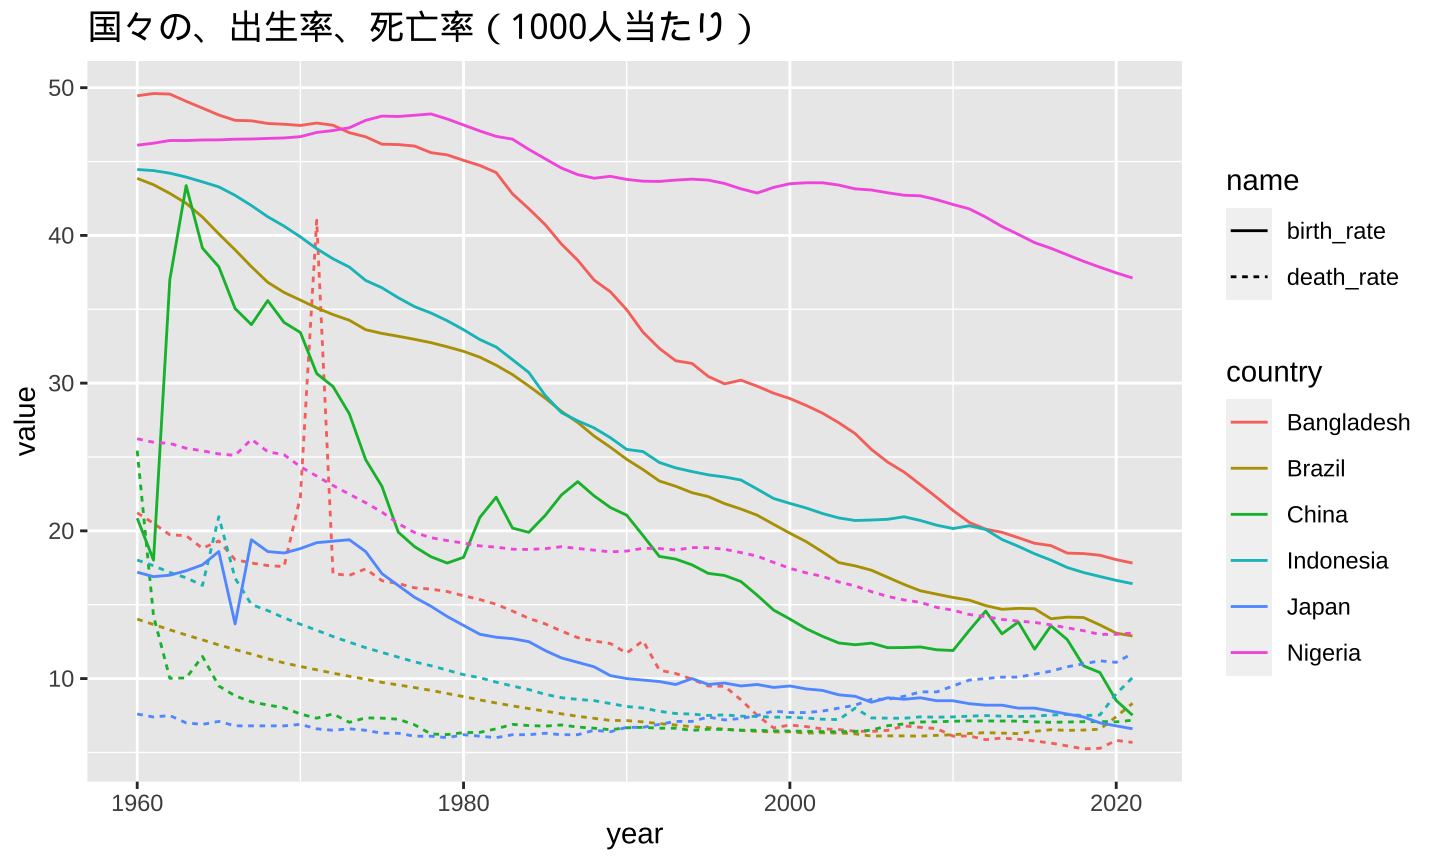 国々の、出生率、死亡率（1000人当たり）
50
40
30
20
10
value
1960
1980
2000
2020
year
name
birth_rate
death_rate
country
Bangladesh
Brazil
China
Indonesia
Japan
Nigeria